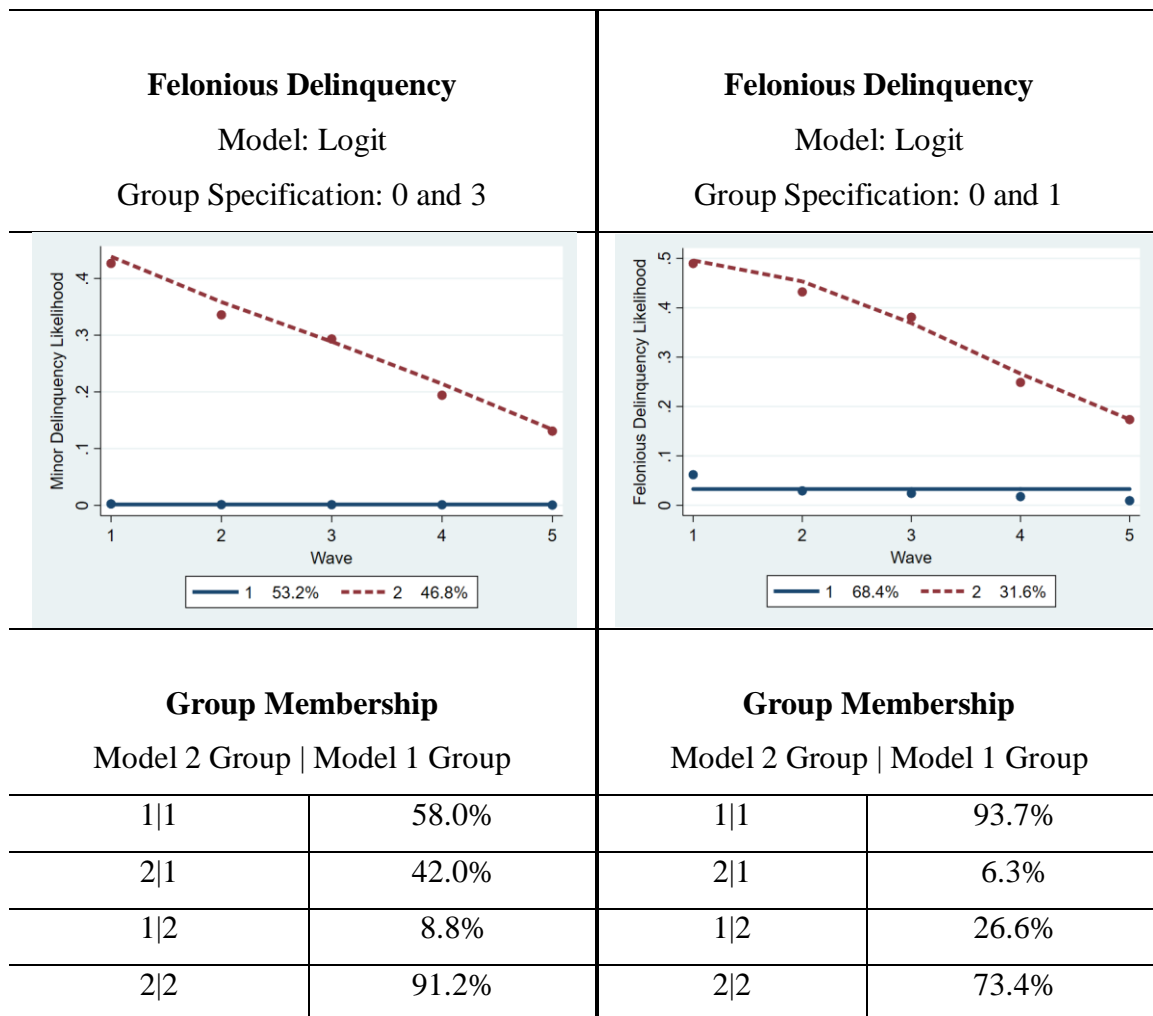 Felonious Delinquency
Model: Logit
Group Specification: 0 and 3
Minor Delinquency Likelihood
.4
.3
.2
.1
0
1 2 3 4 5
Wave
1 53.2% 2 46.8%
Group Membership
Model 2 Group | Model 1 Group
1|1 58.0%
2|1 42.0%
1|2 8.8%
2|2 91.2%
Felonious Delinquency
Model: Logit
Group Specification: 0 and 1
Felonious Delinquency Likelihood
.5
.4
.3
.2
.1
0
1 2 3 4 5
Wave
1 68.4% 2 31.6%
Group Membership
Model 2 Group | Model 1 Group
1|1 93.7%
2|1 6.3%
1|2 26.6%
2|2 73.4%